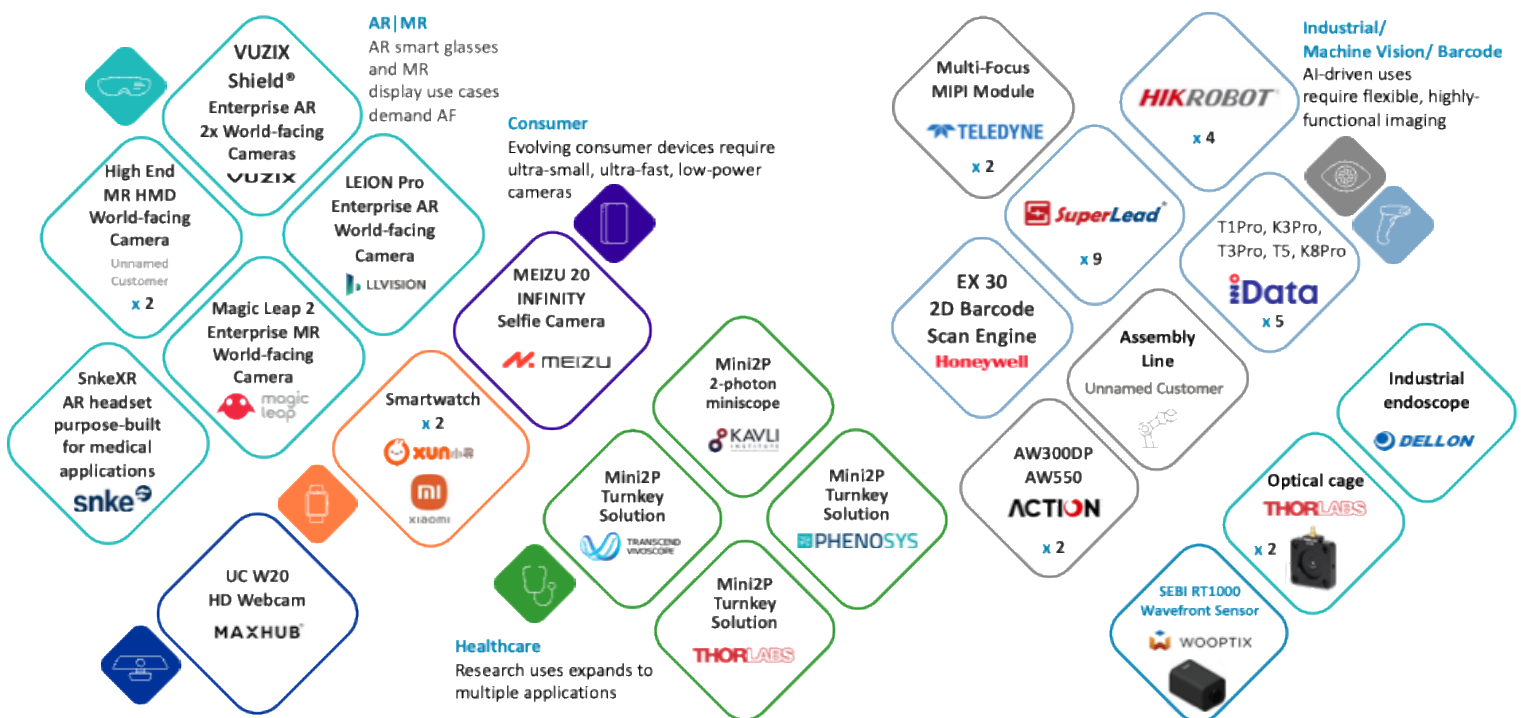 AR|MR
AR smart glasses
and MR
display use cases
demand AF
VUZIX
Shield®
Enterprise AR
2x World-facing
Cameras
VUZIX
High End
MR HMD
World-facing
Camera
Unnamed
Customer
x 2
LEION Pro
Enterprise AR
World-facing
Camera
LLVISION
Magic Leap 2
Enterprise MR
World-facing
Camera
magic
leap
SnkeXR
AR headset
purpose-built
for medical
applications
snke
Consumer
Evolving consumer devices require
ultra-small, ultra-fast, low-power
cameras
MEIZU 20
INFINITY
Selfie Camera
MEIZU
Smartwatch
x 2
xun小寻
mi
xiaomi
UC W20
HD Webcam
MAXHUB
Healthcare
Research uses expands to
multiple applications
Mini2P
2-photon
miniscope
KAVLI
INSTITUTE
Mini2P
Turnkey
Solution
TRANSCEND
VIVOSCOPE
Mini2P
Turnkey
Solution
PHENOSYS
Mini2P
Turnkey
Solution
THORLABS
Industrial/
Machine Vision/ Barcode
AI-driven uses
require flexible, highly-
functional imaging
Multi-Focus
MIPI Module
TELEDYNE
x 2
HIKROBOT
x 4
SuperLead®
x 9
T1Pro, K3Pro,
T3Pro, T5, K8Pro
iData
x 5
EX 30
2D Barcode
Scan Engine
Honeywell
Assembly
Line
Unnamed Customer
AW300DP
AW550
ACTION
x 2
Industrial
endoscope
DELLON
Optical cage
THORLABS
x 2
SEBI RT1000
Wavefront Sensor
WOOPTIX